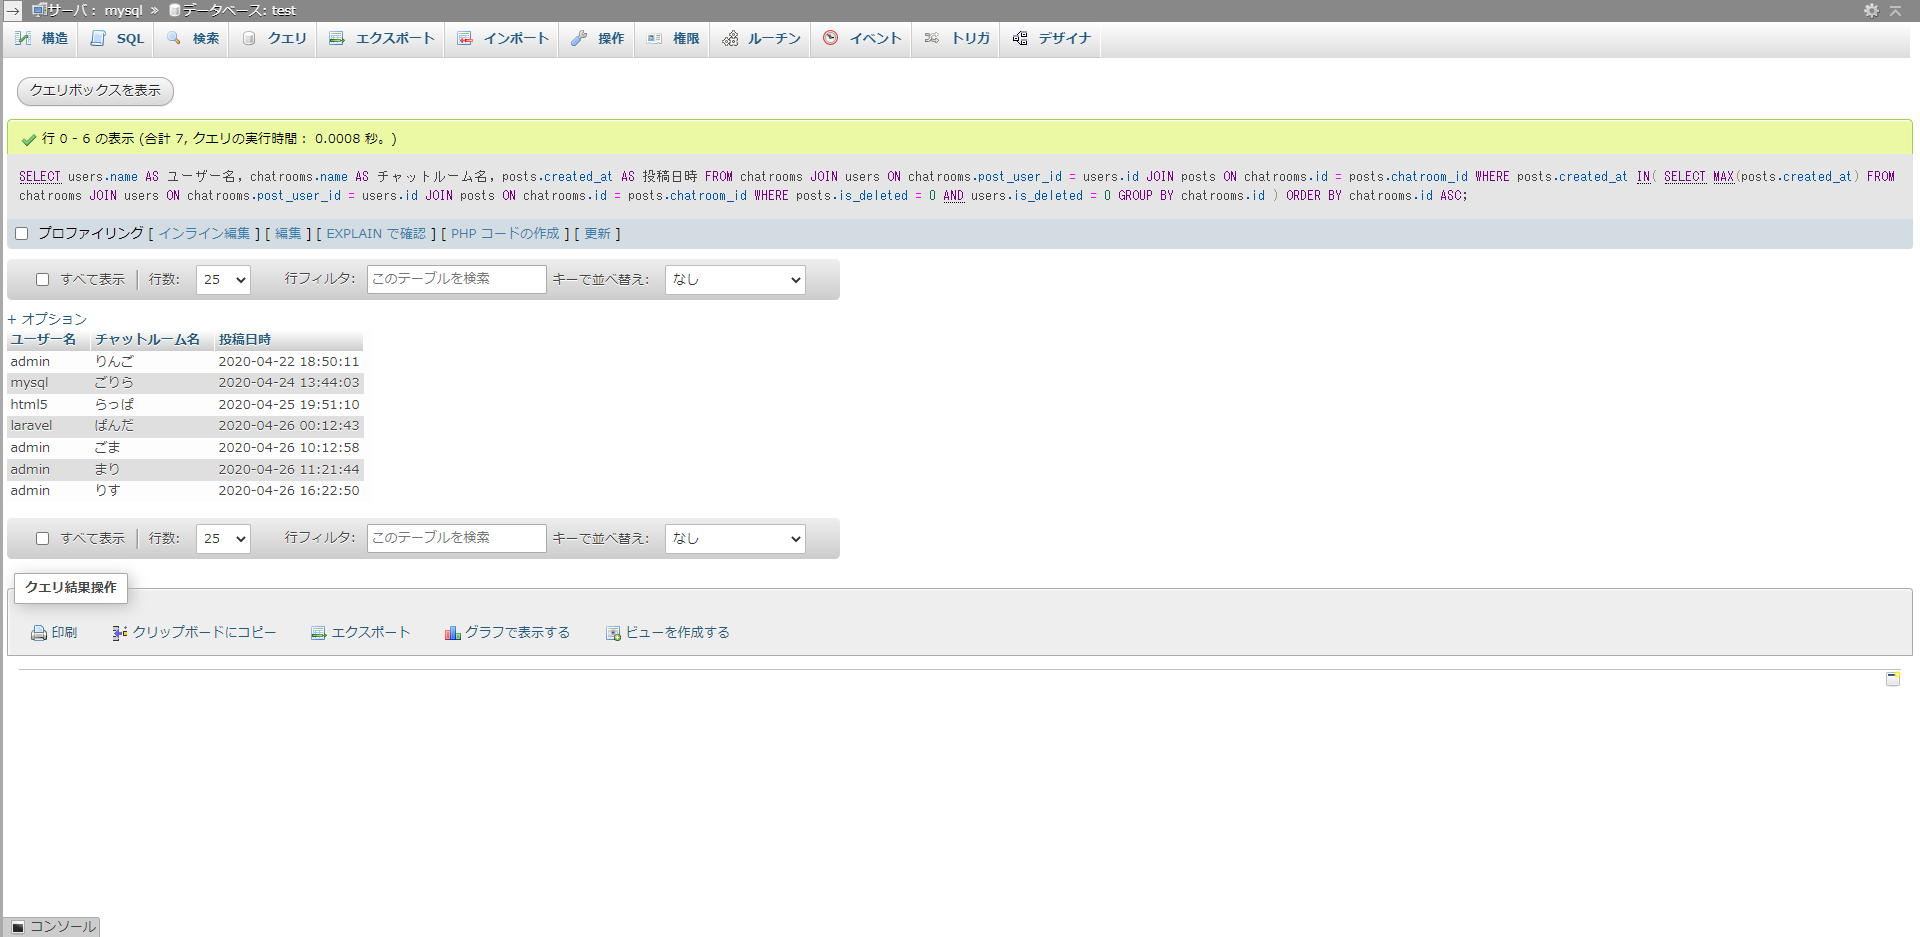 サーバ： mysql » データベース: test
構造 SQL 検索 クエリ エクスポート インポート 操作 権限 ルーチン イベント トリガ デザイナ
クエリボックスを表示
行 0 - 6 の表示 (合計 7, クエリの実行時間： 0.0008 秒。)
SELECT users.name AS ユーザー名, chatrooms.name AS チャットルーム名, posts.created_at AS 投稿日時 FROM chatrooms JOIN users ON chatrooms.post_user_id = users.id JOIN posts ON chatrooms.id = posts.chatroom_id WHERE posts.created_at IN( SELECT MAX(posts.created_at) FROM
chatrooms JOIN users ON chatrooms.post_user_id = users.id JOIN posts ON chatrooms.id = posts.chatroom_id WHERE posts.is_deleted = 0 AND users.is_deleted = 0 GROUP BY chatrooms.id ) ORDER BY chatrooms.id ASC;
プロファイリング [ インライン編集 ] [ 編集 ] [ EXPLAIN で確認 ] [ PHP コードの作成 ] [ 更新 ]
すべて表示 行数: 25 行フィルタ: このテーブルを検索 キーで並べ替え: なし
+ オプション
ユーザー名 チャットルーム名 投稿日時
admin りんご 2020-04-22 18:50:11
mysql ごりら 2020-04-24 13:44:03
html5 らっぱ 2020-04-25 19:51:10
laravel ぱんだ 2020-04-26 00:12:43
admin ごま 2020-04-26 10:12:58
admin まり 2020-04-26 11:21:44
admin りす 2020-04-26 16:22:50
すべて表示 行数: 25 行フィルタ: このテーブルを検索 キーで並べ替え: なし
クエリ結果操作
印刷 クリップボードにコピー エクスポート グラフで表示する ビューを作成する
コンソール